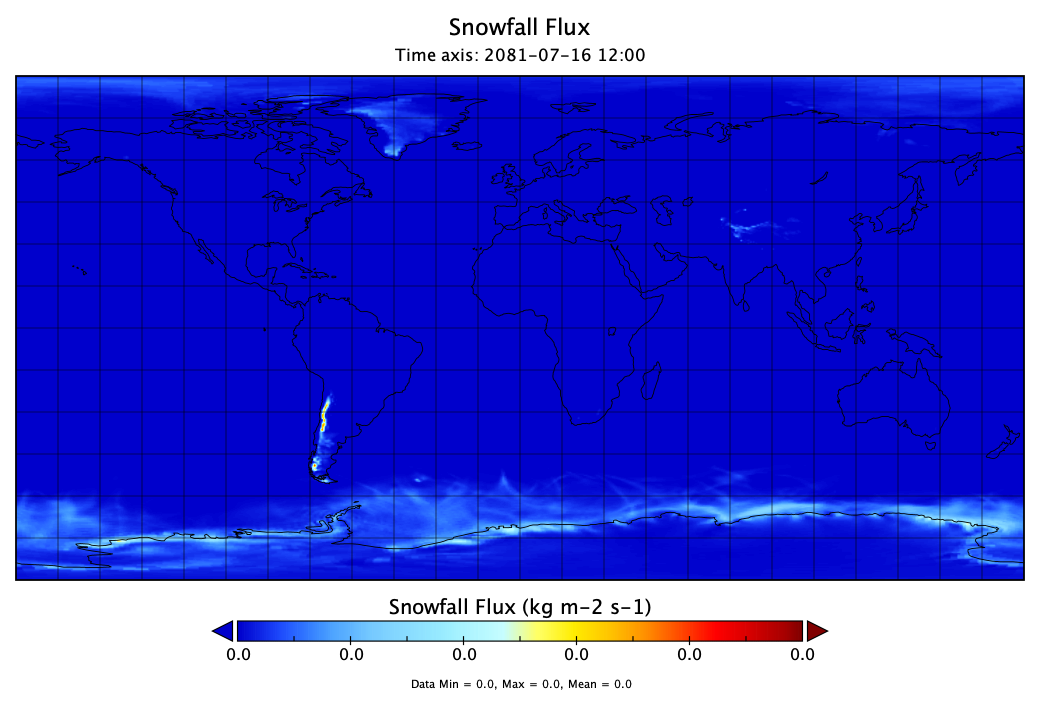 Snowfall Flux
Time axis: 2081-07-16 12:00
Snowfall Flux (kg m-2 s-1)
0.0 0.0 0.0 0.0 0.0 0.0
Data Min = 0.0, Max = 0.0, Mean = 0.0